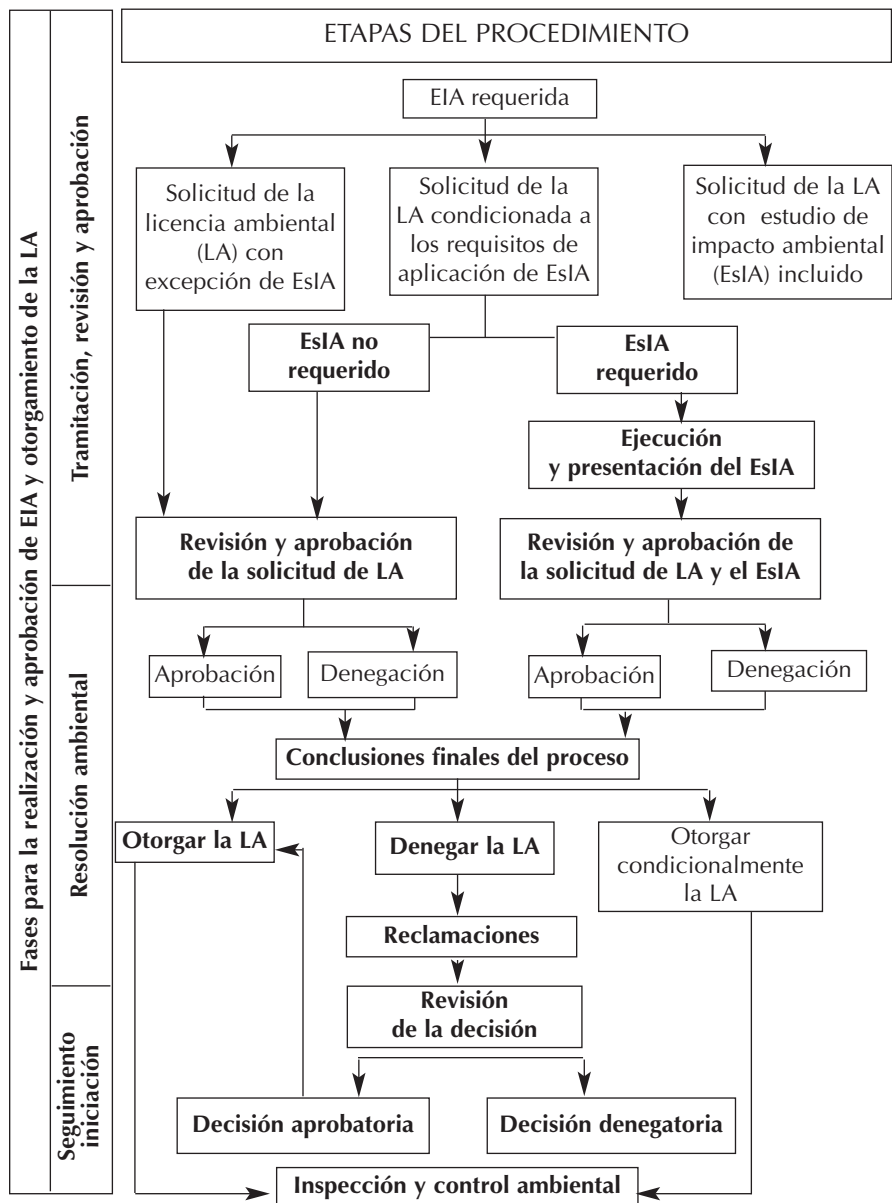 ETAPAS DEL PROCEDIMIENTO
Fases para la realización y aprobación de EIA y otorgamiento de la LA
Tramitación, revisión y aprobación
EIA requerida
Solicitud de la
licencia ambiental
(LA) con
excepción de EsIA
Solicitud de la
LA condicionada a
los requisitos de
aplicación de EsIA
Solicitud de la LA
con estudio de
impacto ambiental
(EsIA) incluido
EsIA no
requerido
EsIA
requerido
Ejecución
y presentación del EsIA
Revisión y aprobación
de la solicitud de LA
Revisión y aprobación de
la solicitud de LA y el EsIA
Resolución ambiental
Aprobación
Denegación
Aprobación
Denegación
Conclusiones finales del proceso
Otorgar la LA
Denegar la LA
Otorgar
condicionalmente
la LA
Reclamaciones
Revisión
de la decisión
Seguimiento
iniciación
Decisión aprobatoria
Decisión denegatoria
Inspección y control ambiental